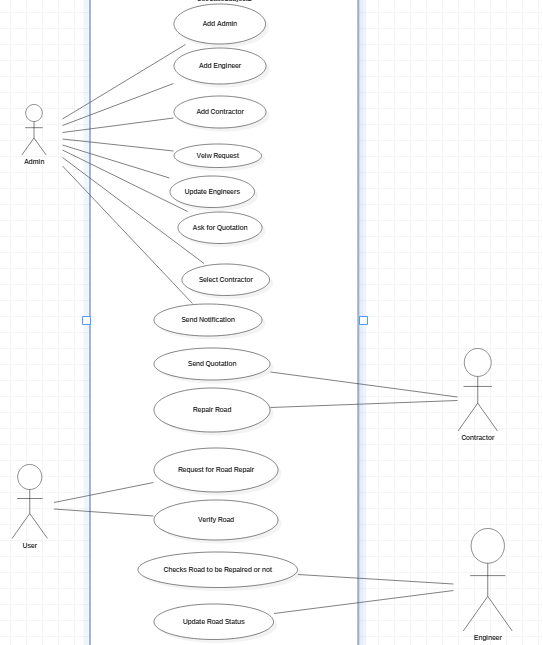 Add Admin
Add Engineer
Add Contractor
Veiw Request
Admin
Update Engineers
Ask for Quotation
Select Contractor
Send Notification
Send Quotation
Repair Road
Contractor
Request for Road Repair
Verify Road
User
Checks Road to be Repaired or not
Update Road Status
Engineer